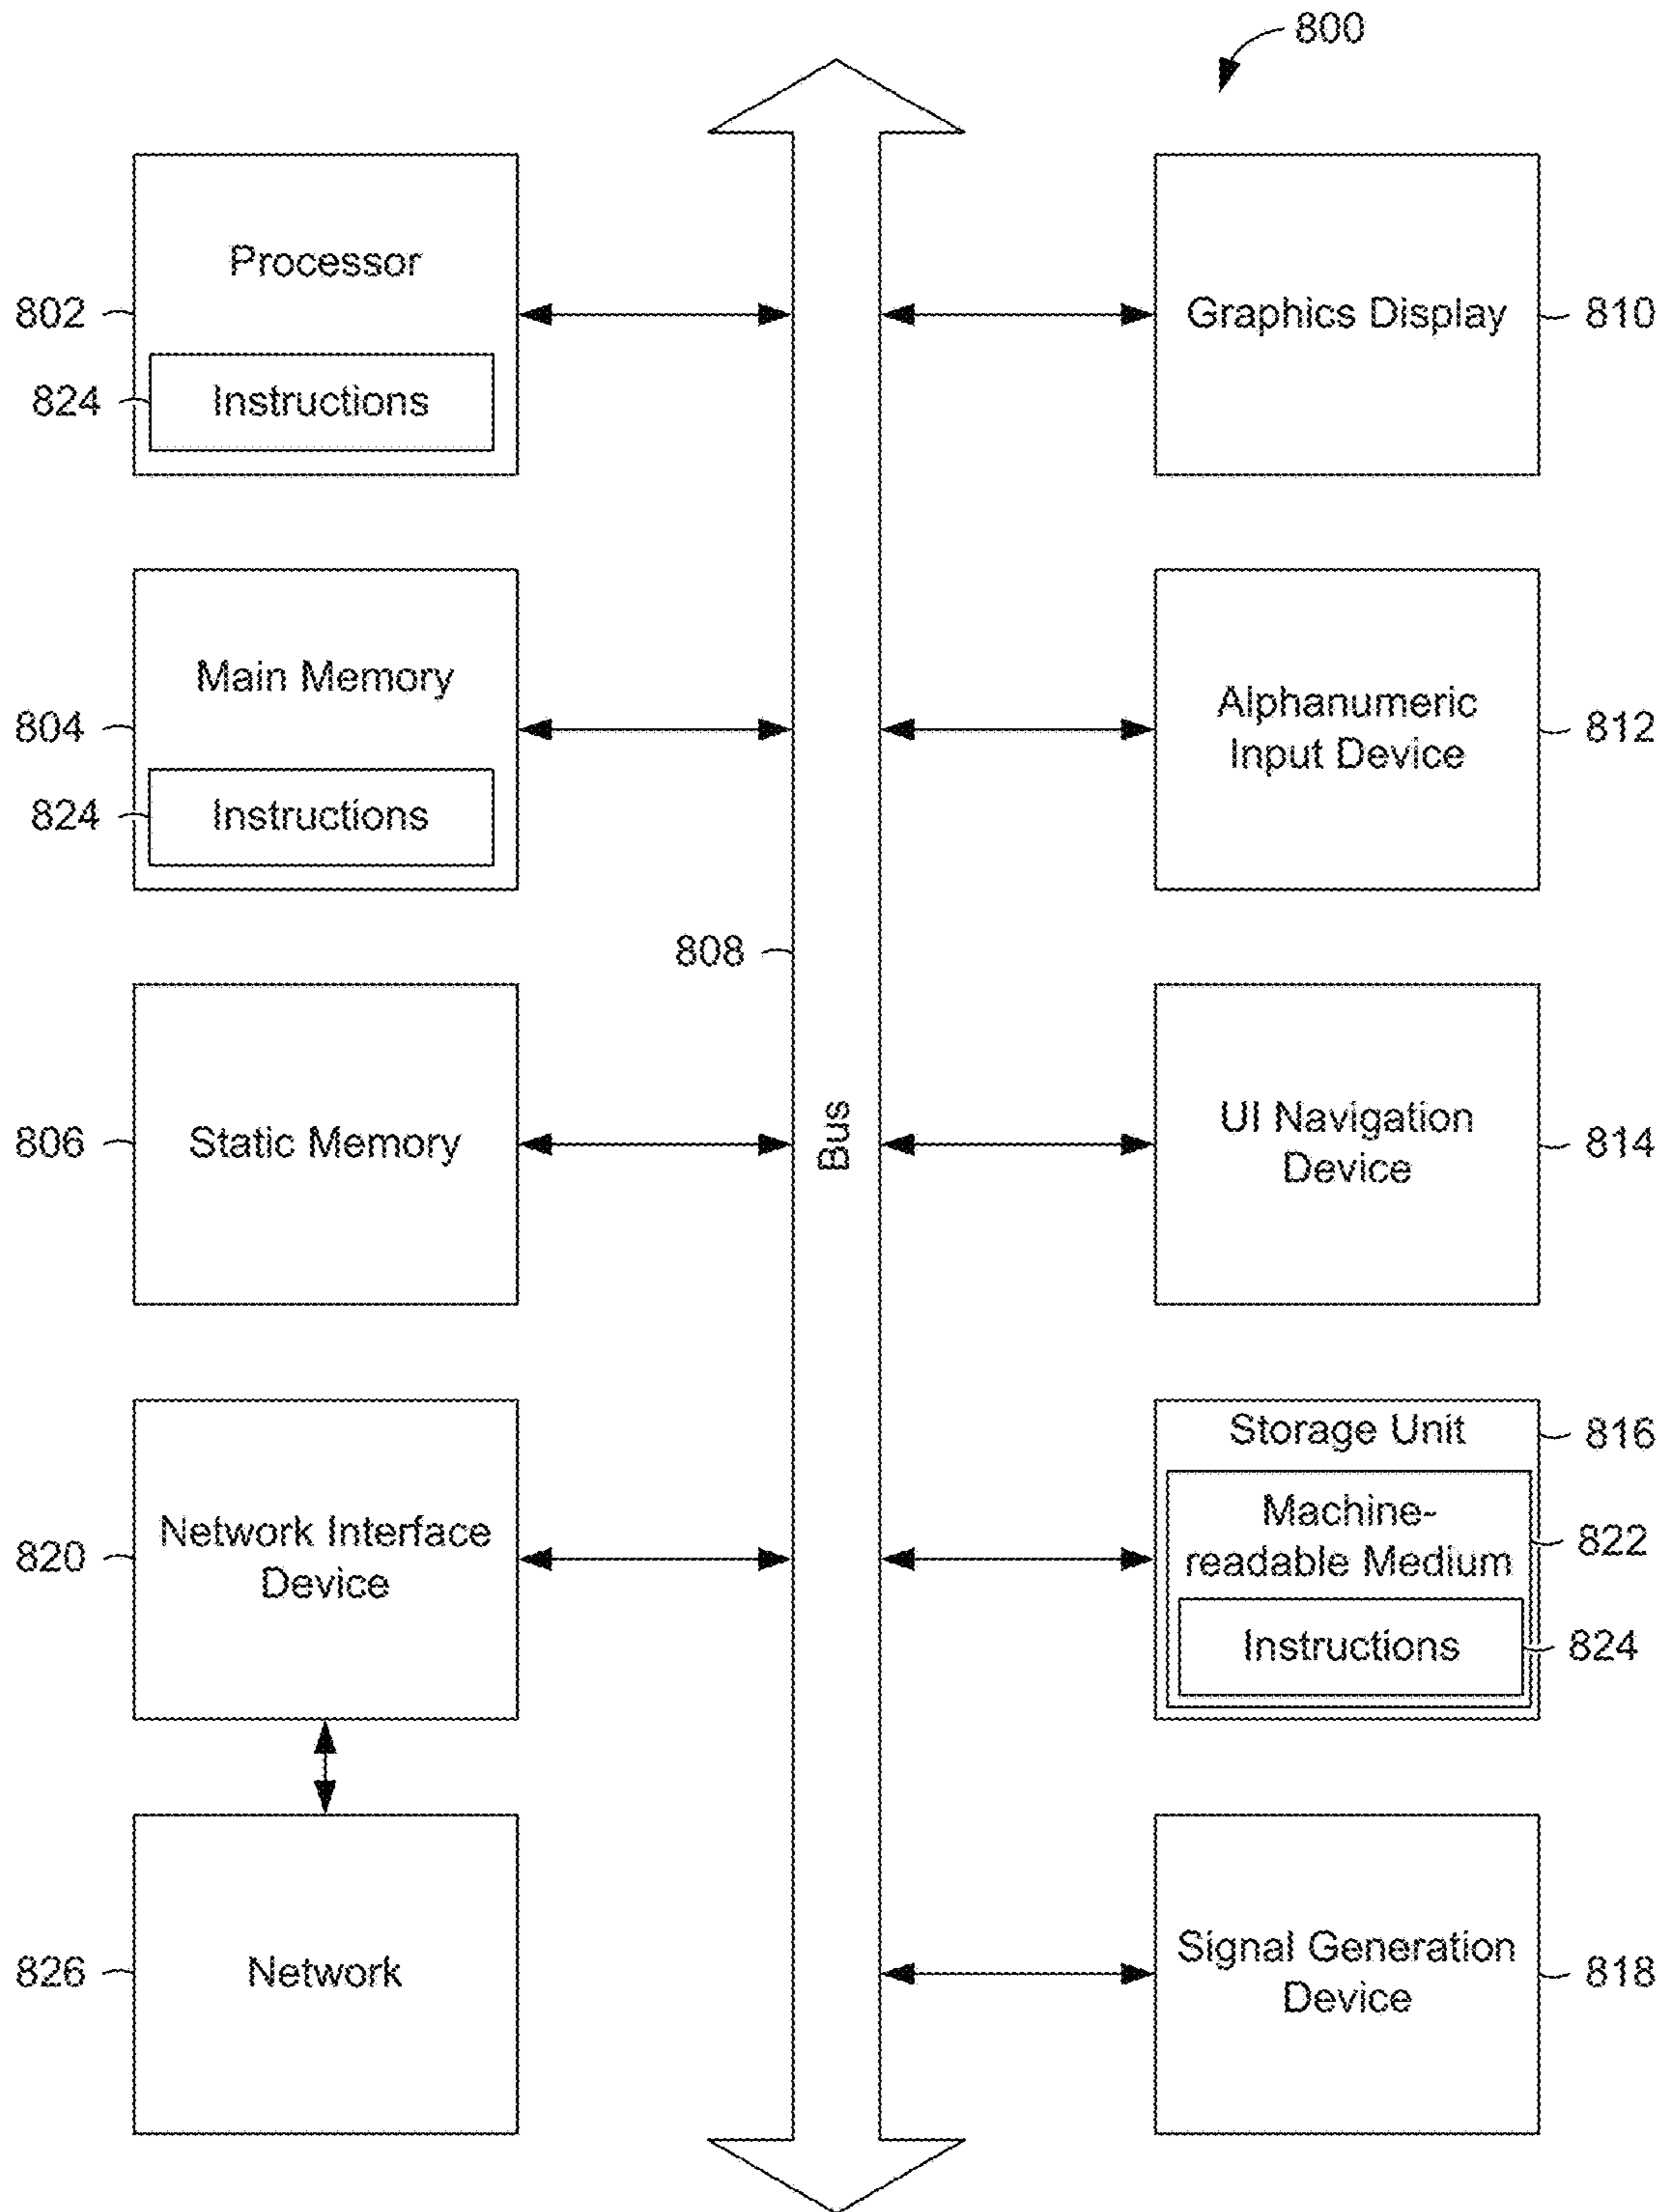 800
Processor
802
824
Instructions
Graphics Display
810
Main Memory
804
824
Instructions
Alphanumeric
Input Device
812
808
Bus
Static Memory
806
UI Navigation
Device
814
Network Interface
Device
820
Storage Unit
816
Machine-
readable Medium
822
Instructions
824
Network
826
Signal Generation
Device
818